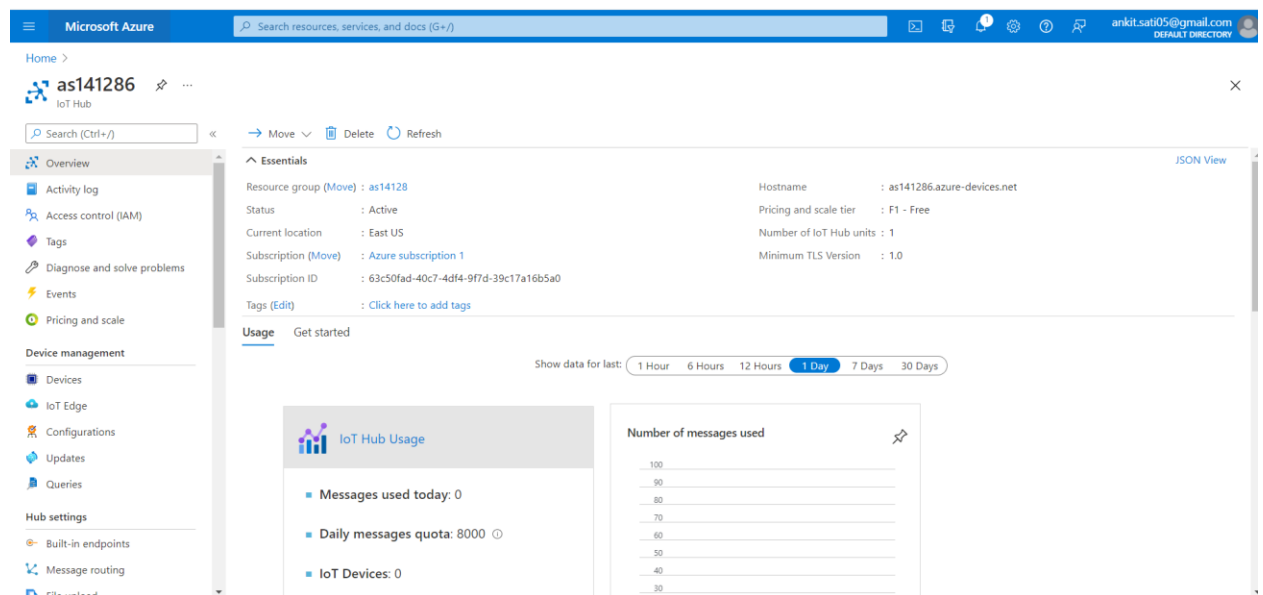 Microsoft Azure
Search resources, services, and docs (G+/)
1
ankit.sati05@gmail.com
DEFAULT DIRECTORY
Home >
as141286
IoT Hub
Search (Ctrl+/)
«
Move
Delete
Refresh
Overview
Activity log
Access control (IAM)
Tags
Diagnose and solve problems
Events
Pricing and scale
Device management
Devices
IoT Edge
Configurations
Updates
Queries
Hub settings
Built-in endpoints
Message routing
File upload
Essentials
JSON View
Resource group (Move) : as14128
Status : Active
Current location : East US
Subscription (Move) : Azure subscription 1
Subscription ID : 63c50fad-40c7-4df4-9f7d-39c17a16b5a0
Tags (Edit) : Click here to add tags
Hostname : as141286.azure-devices.net
Pricing and scale tier : F1 - Free
Number of IoT Hub units : 1
Minimum TLS Version : 1.0
Usage Get started
Show data for last: 1 Hour 6 Hours 12 Hours 1 Day 7 Days 30 Days
IoT Hub Usage
Messages used today: 0
Daily messages quota: 8000
IoT Devices: 0
Number of messages used
100
90
80
70
60
50
40
30